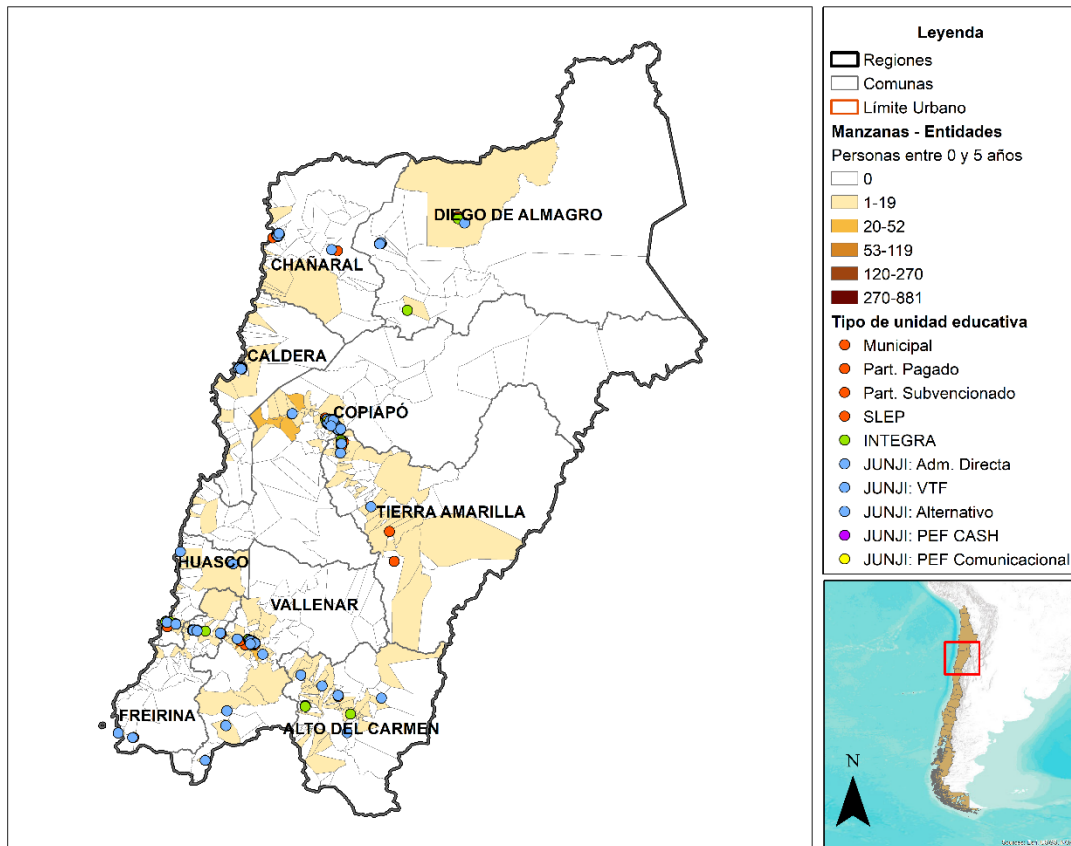 DIEGO DE ALMAGRO
CHAÑARAL
CALDERA
COPIAPÓ
TIERRA AMARILLA
HUASCO
VALLENAR
FREIRINA
ALTO DEL CARMEN
Leyenda
Regiones
Comunas
Límite Urbano
Manzanas - Entidades
Personas entre 0 y 5 años
0
1-19
20-52
53-119
120-270
270-881
Tipo de unidad educativa
Municipal
Part. Pagado
Part. Subvencionado
SLEP
INTEGRA
JUNJI: Adm. Directa
JUNJI: VTF
JUNJI: Alternativo
JUNJI: PEF CASH
JUNJI: PEF Comunicacional
N